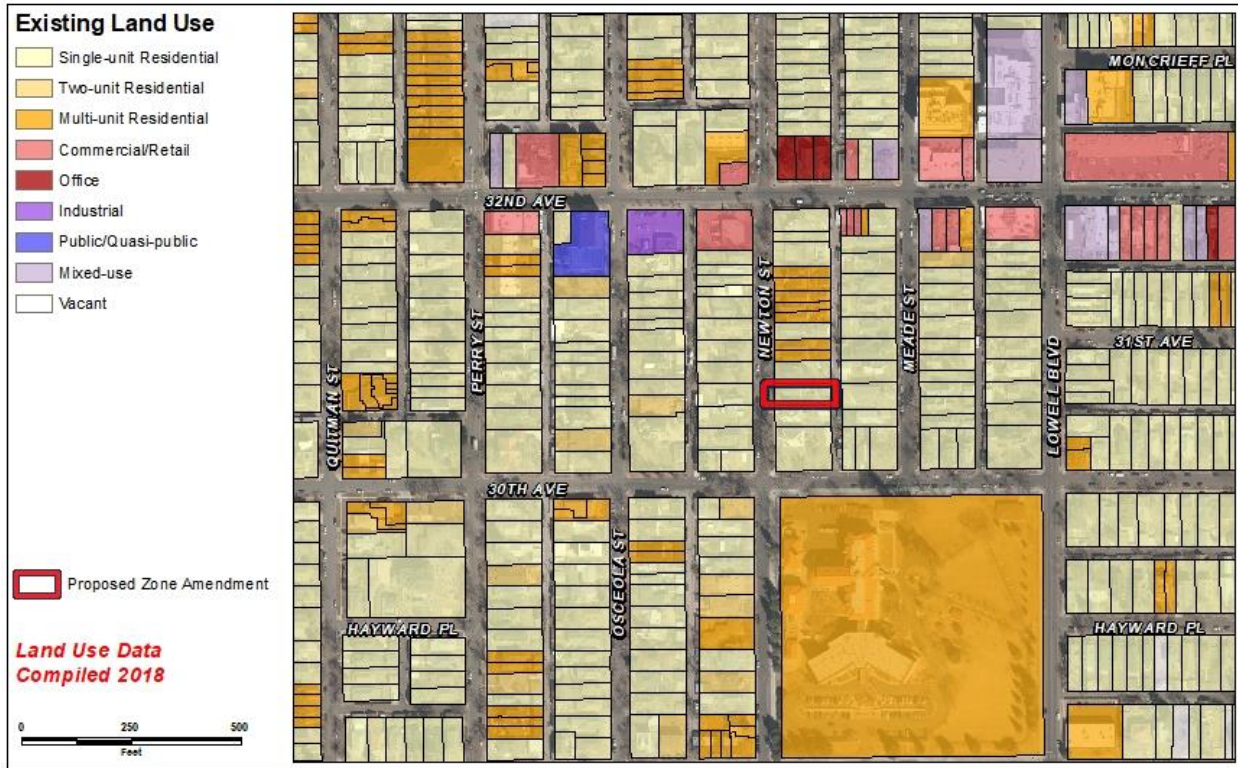 Existing Land Use
Single-unit Residential
Two-unit Residential
Multi-unit Residential
Commercial/Retail
Office
Industrial
Public/Quasi-public
Mixed-use
Vacant
Proposed Zone Amendment
Land Use Data
Compiled 2018
0 250 500
Feet
MONCRIEFF PL
32ND AVE
NEWTON ST
PERRY ST
MEADE ST
31ST AVE
QUITMAN ST
LOWELL BLVD
30TH AVE
OSCEOLA ST
HAYWARD PL
HAYWARD PL